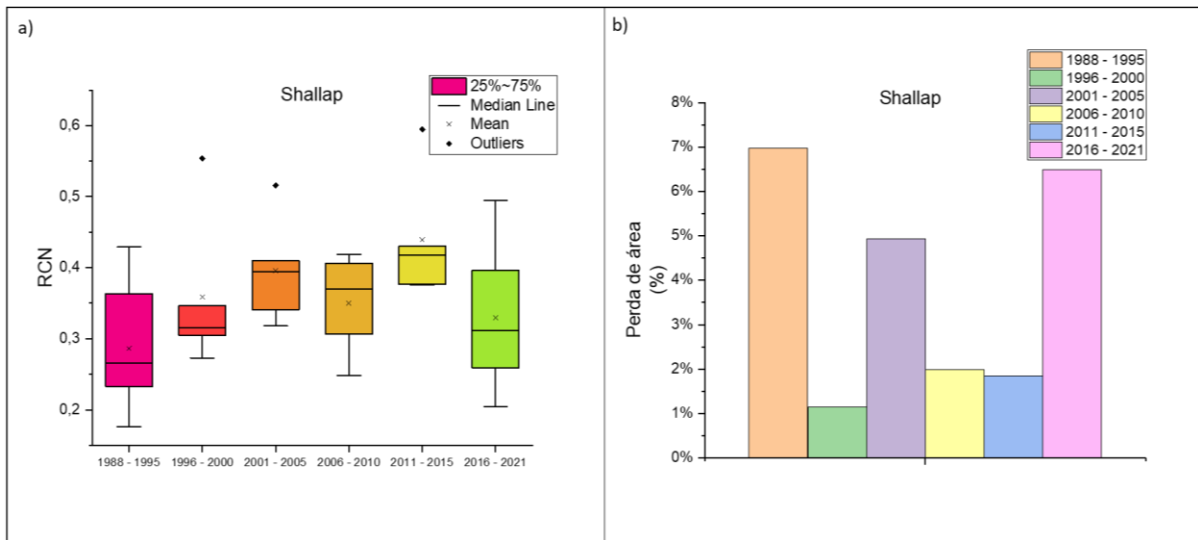 a)
Shallap
25%~75%
Median Line
Mean
Outliers
RCN
0,6
0,5
0,4
0,3
0,2
1988 - 1995 1996 - 2000 2001 - 2005 2006 - 2010 2011 - 2015 2016 - 2021
b)
Shallap
1988 - 1995
1996 - 2000
2001 - 2005
2006 - 2010
2011 - 2015
2016 - 2021
Perda de área
(%)
8%
7%
6%
5%
4%
3%
2%
1%
0%